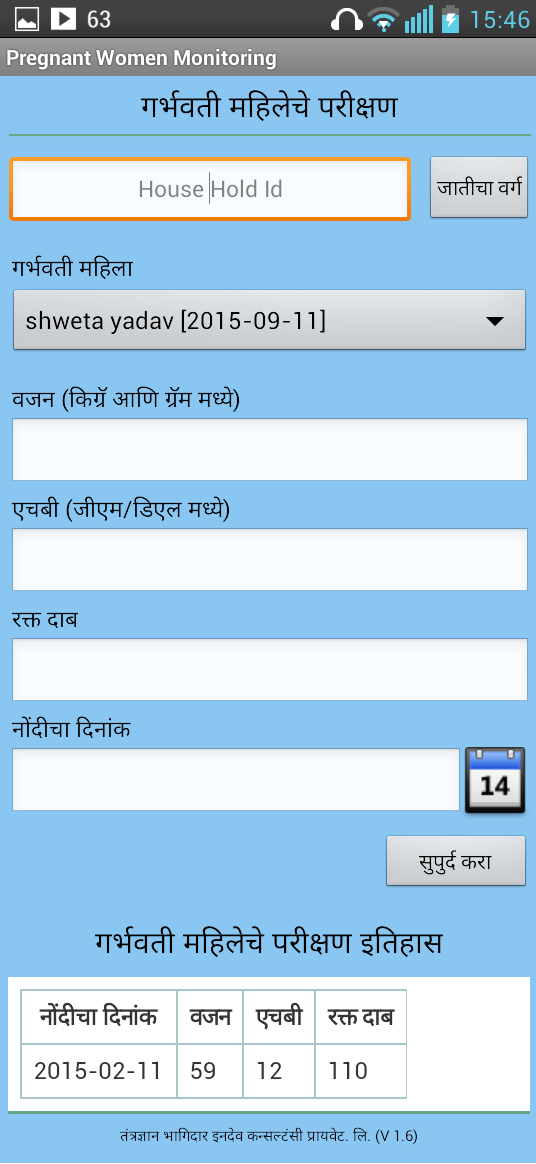 63 15:46
Pregnant Women Monitoring
गर्भवती महिलेचे परीक्षण
House Hold Id जातीचा वर्ग
गर्भवती महिला
shweta yadav [2015-09-11]
वजन (किग्रॅ आणि ग्रॅम मध्ये)
एचबी (जीएम/डिएल मध्ये)
रक्त दाब
नोंदीचा दिनांक
14
सुपुर्द करा
गर्भवती महिलेचे परीक्षण इतिहास
नोंदीचा दिनांक वजन एचबी रक्त दाब
2015-02-11 59 12 110
तंत्रज्ञान भागिदार इनदेव कन्सल्टंसी प्रायवेट. लि. (V 1.6)